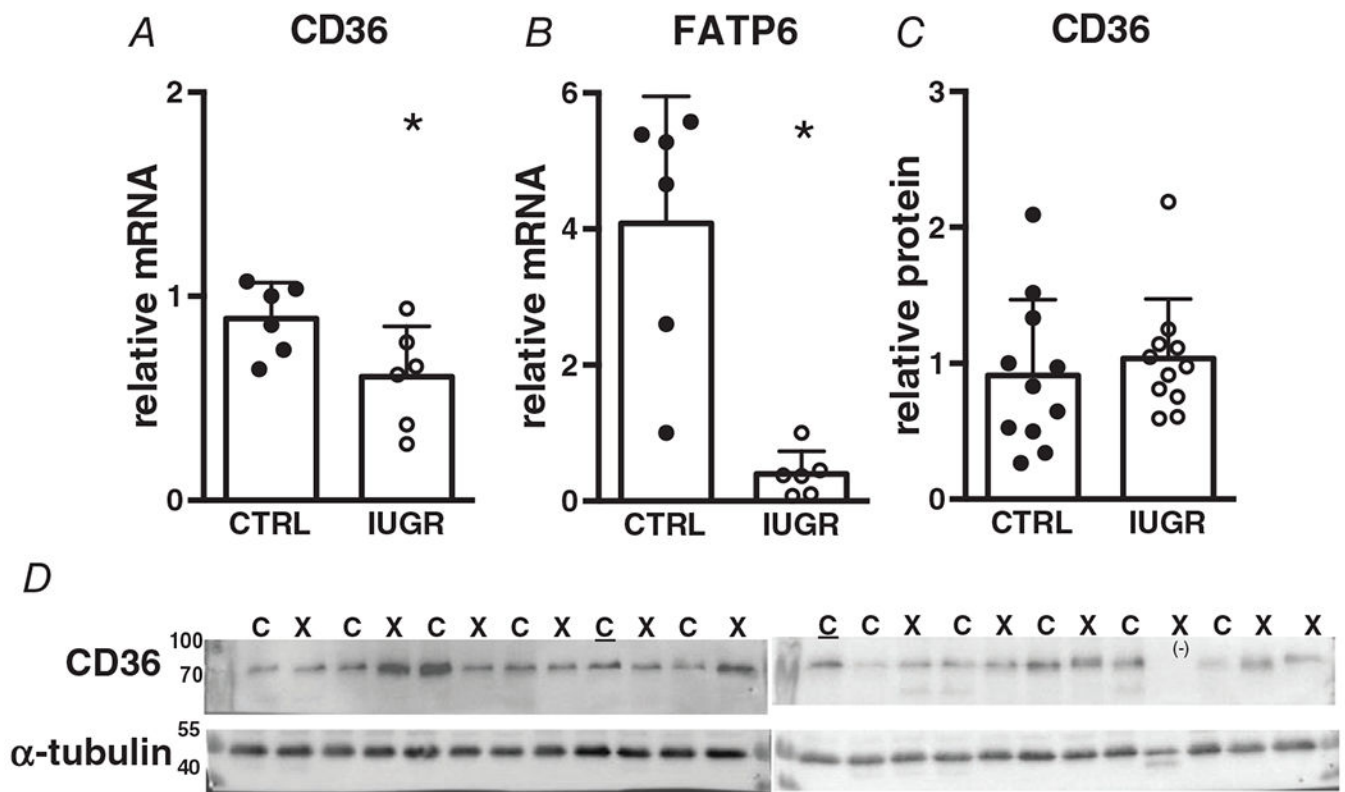 A CD36
2
1
0
relative mRNA
*
CTRL IUGR
B FATP6
6
4
2
0
relative mRNA
*
CTRL IUGR
C CD36
3
2
1
0
relative protein
CTRL IUGR
D
C X C X C X C X C X C X C C X C X C X C X C X X
(-)
CD36
100
70
α-tubulin
55
40